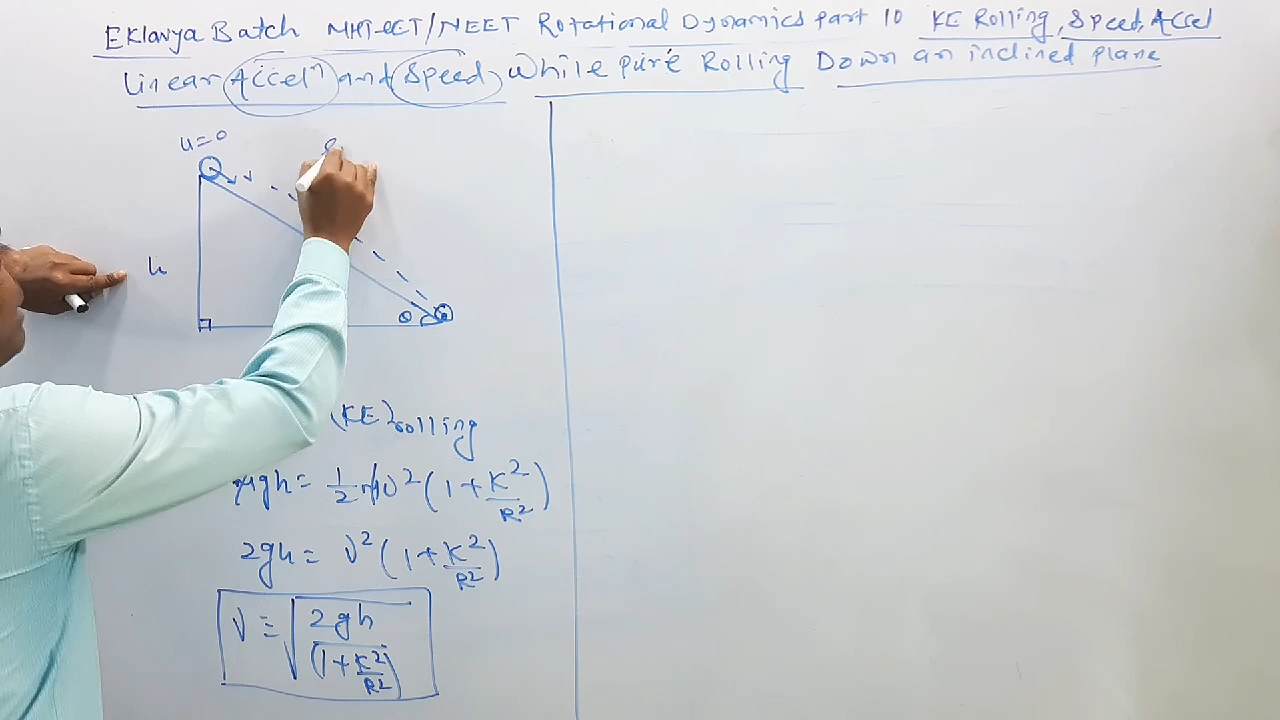 Eklavya Batch MHT-CET/NEET Rotational Dynamics part 10 KE Rolling, Speed, Accel
linear Accelⁿ and Speed, While pure Rolling Down an inclined plane
u=0
h
θ
(KE)rolling
Mgh = 1/2 Mv² (1 + K²/R²)
2gh = v² (1 + K²/R²)
v = √(2gh/(1 + K²/R²))